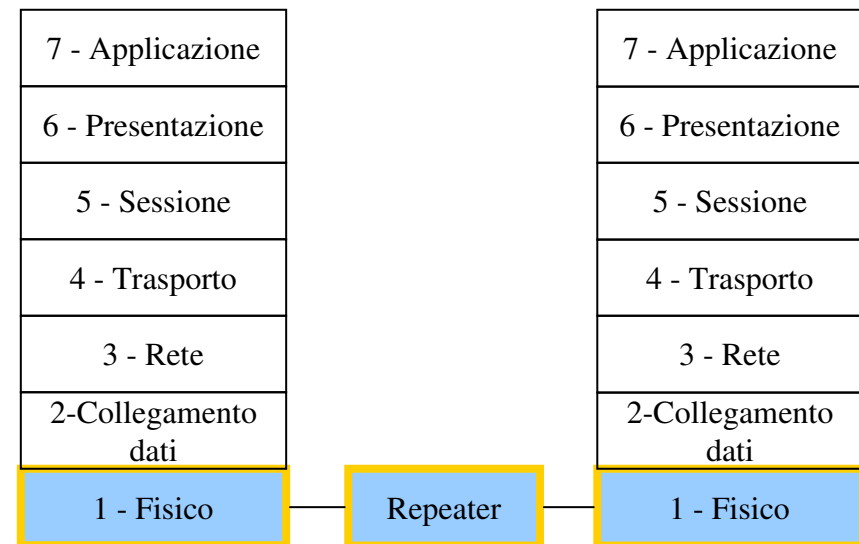 7 - Applicazione
6 - Presentazione
5 - Sessione
4 - Trasporto
3 - Rete
2-Collegamento
dati
1 - Fisico
Repeater
7 - Applicazione
6 - Presentazione
5 - Sessione
4 - Trasporto
3 - Rete
2-Collegamento
dati
1 - Fisico